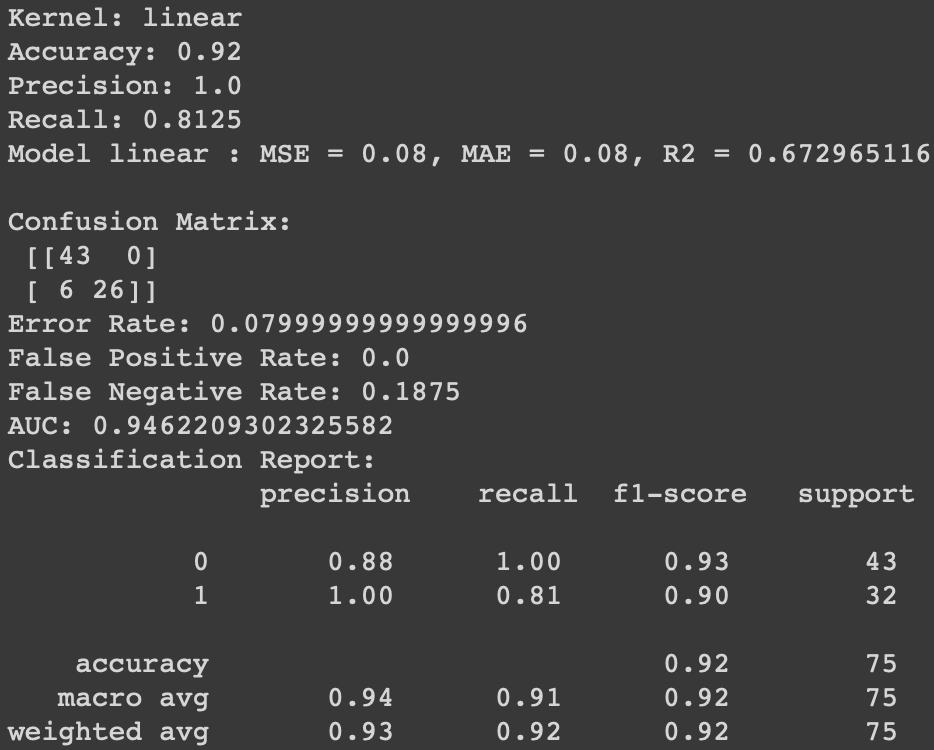 Kernel: linear
Accuracy: 0.92
Precision: 1.0
Recall: 0.8125
Model linear : MSE = 0.08, MAE = 0.08, R2 = 0.672965116
Confusion Matrix:
[[43 0]
[ 6 26]]
Error Rate: 0.07999999999999996
False Positive Rate: 0.0
False Negative Rate: 0.1875
AUC: 0.9462209302325582
Classification Report:
precision recall f1-score support
0 0.88 1.00 0.93 43
1 1.00 0.81 0.90 32
accuracy 0.92 75
macro avg 0.94 0.91 0.92 75
weighted avg 0.93 0.92 0.92 75